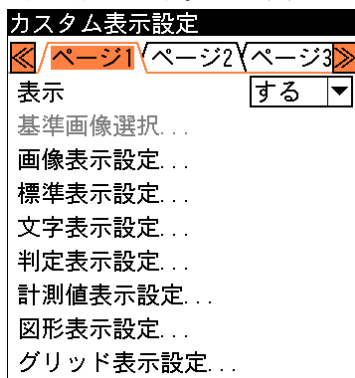 カスタム表示設定
≪ ページ1 ページ2 ページ3 ≫
表示 する ▼
基準画像選択...
画像表示設定...
標準表示設定...
文字表示設定...
判定表示設定...
計測値表示設定...
図形表示設定...
グリッド表示設定...